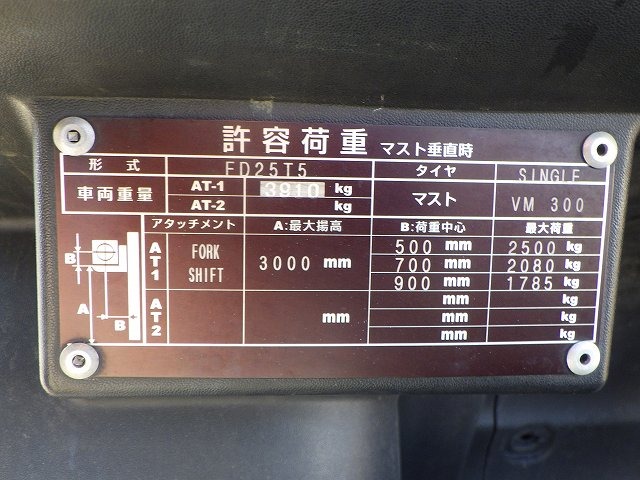 許容荷重 マスト垂直時
形式 FD25T5 タイヤ SINGLE
車両重量 AT-1 3910 kg マスト VM 300
AT-2 kg
アタッチメント A:最大揚高 B:荷重中心 最大荷重
AT1 FORK SHIFT 3000 mm 500 mm 2500 kg
700 mm 2080 kg
900 mm 1785 kg
AT2 mm mm kg
mm kg
mm kg
B
A
B